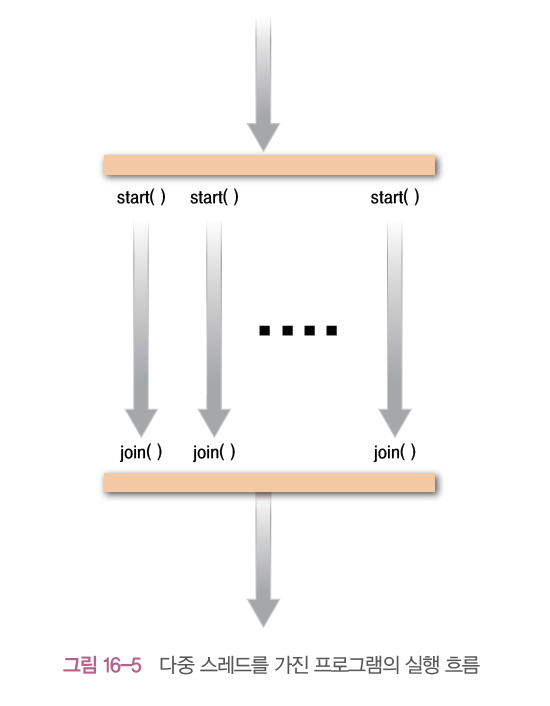 start( ) start( ) start( )
join( ) join( ) join( )
그림 16-5 다중 스레드를 가진 프로그램의 실행 흐름